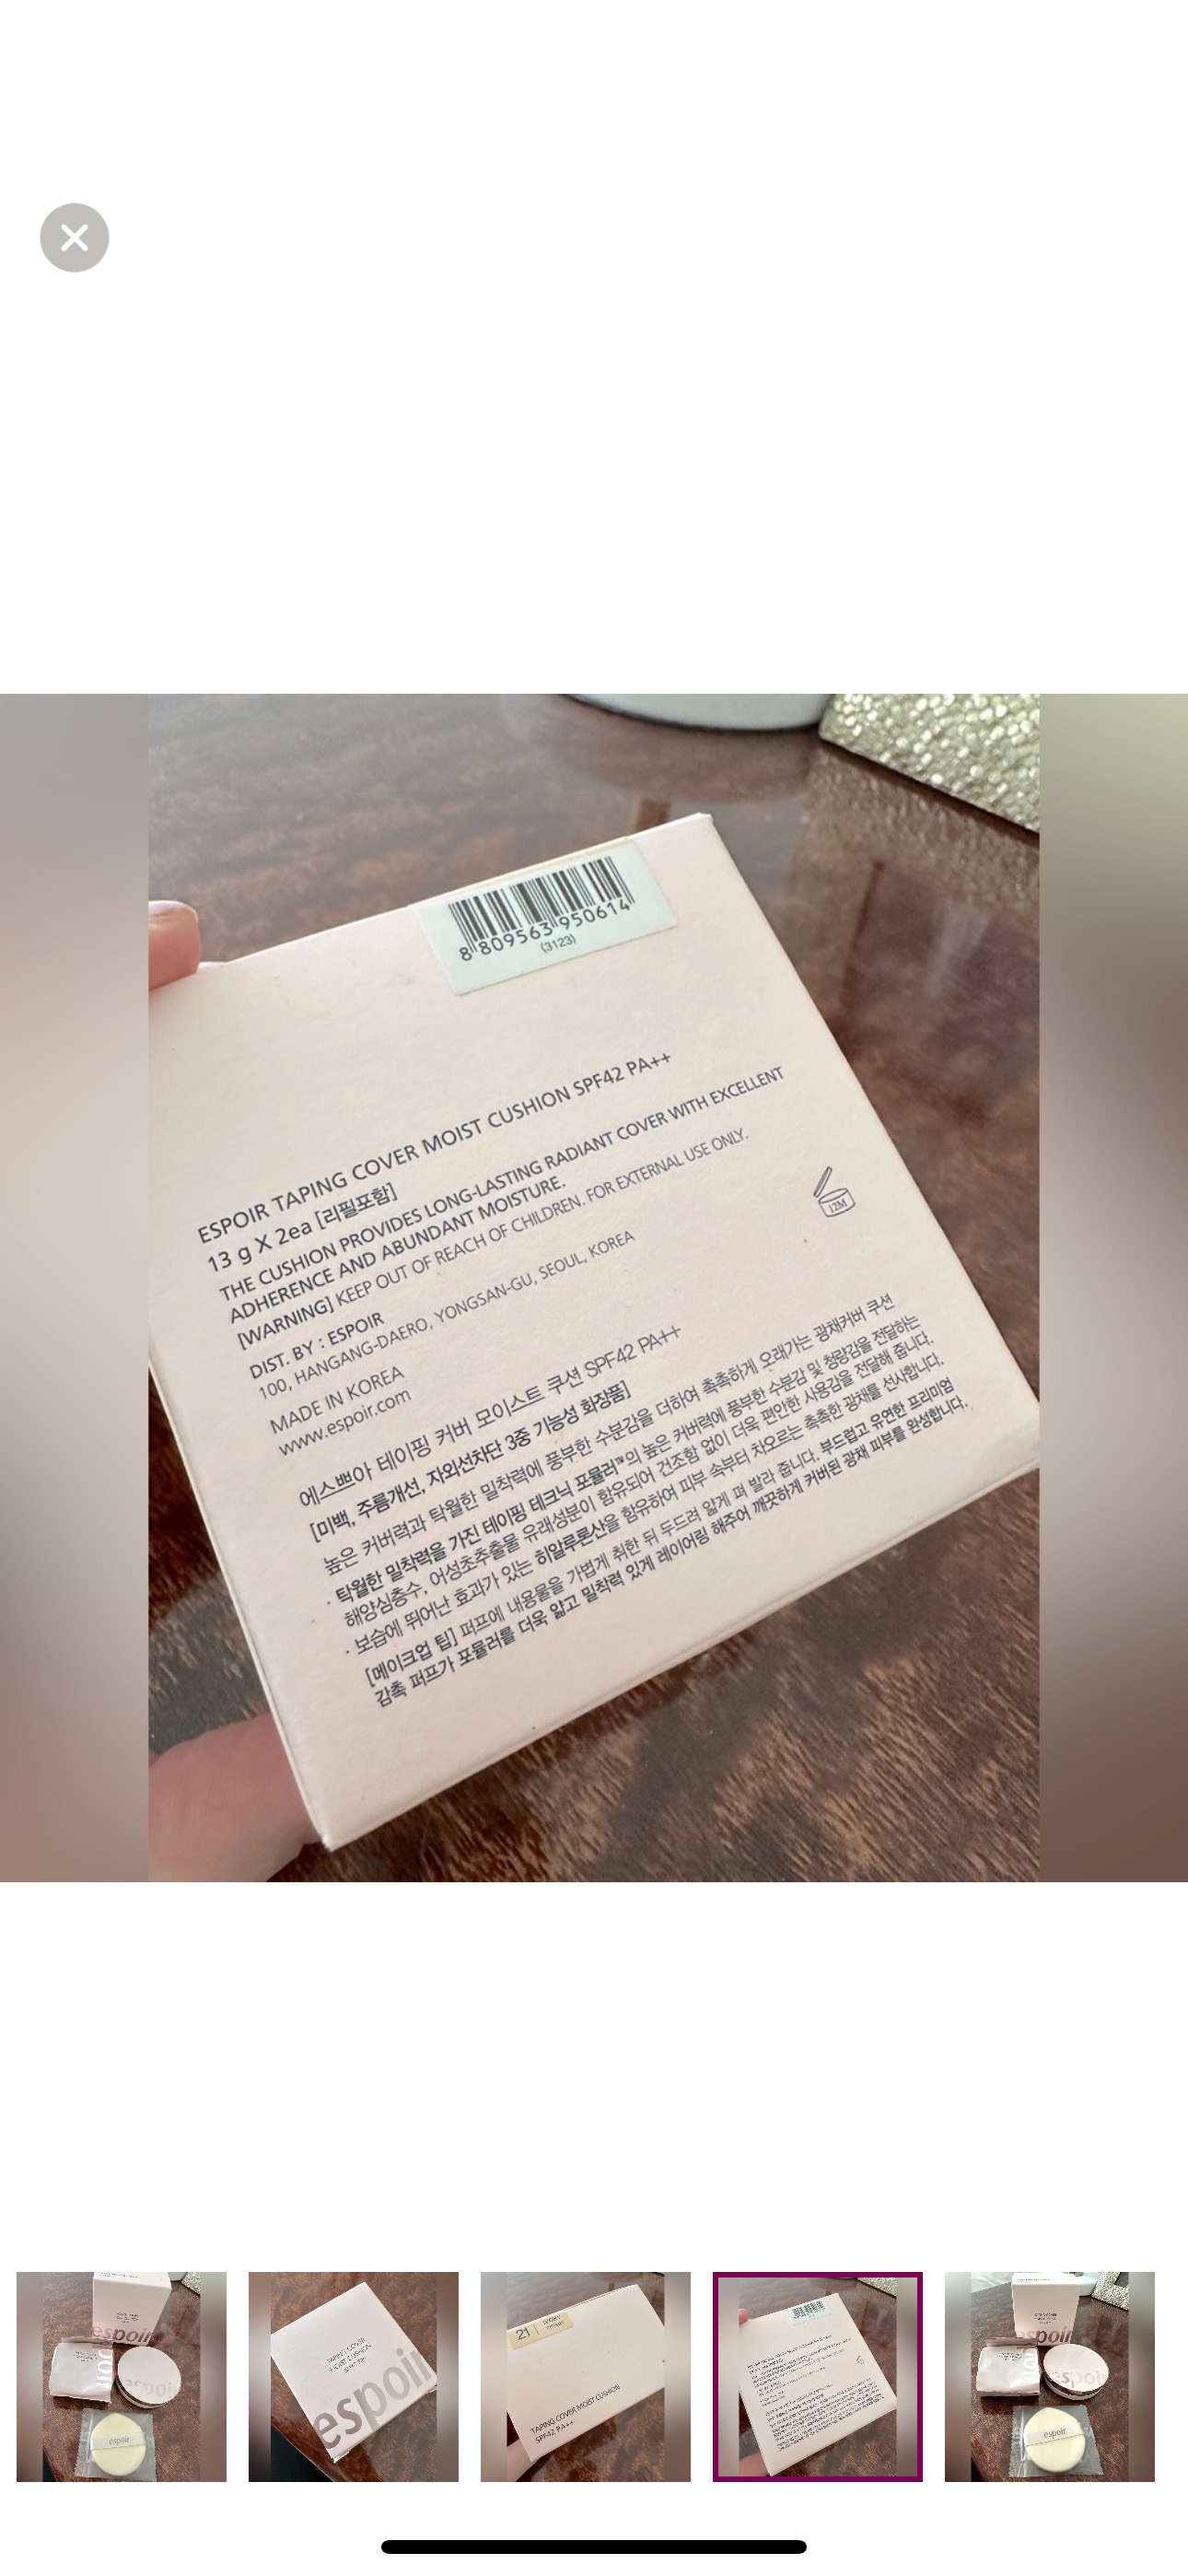 8 809563 950614
(3123)
ESPOIR TAPING COVER MOIST CUSHION SPF42 PA++
13 g X 2ea [리필포함]
THE CUSHION PROVIDES LONG-LASTING RADIANT COVER WITH EXCELLENT
ADHERENCE AND ABUNDANT MOISTURE.
[WARNING] KEEP OUT OF REACH OF CHILDREN. FOR EXTERNAL USE ONLY.
12M
DIST. BY : ESPOIR
100, HANGANG-DAERO, YONGSAN-GU, SEOUL, KOREA
MADE IN KOREA
www.espoir.com
에스쁘아 테이핑 커버 모이스트 쿠션 SPF42 PA++
[미백, 주름개선, 자외선차단 3중 기능성 화장품]
높은 커버력과 탁월한 밀착력에 풍부한 수분감을 더하여 촉촉하게 오래가는 광채커버 쿠션
· 탁월한 밀착력을 가진 테이핑 테크닉 포뮬러™의 높은 커버력에 풍부한 수분감 및 청량감을 전달하는
해양심층수, 어성초추출물 유래성분이 함유되어 건조함 없이 더욱 편안한 사용감을 전달해 줍니다.
· 보습에 뛰어난 효과가 있는 히알루론산을 함유하여 피부 속부터 차오르는 촉촉한 광채를 선사합니다.
[메이크업 팁] 퍼프에 내용물을 가볍게 취한 뒤 두드려 얇게 펴 발라 줍니다. 부드럽고 유연한 프리미엄
감촉 퍼프가 포뮬러를 더욱 얇고 밀착력 있게 레이어링 해주어 깨끗하게 커버된 광채 피부를 완성합니다.
espoir
TAPING COVER
MOIST CUSHION
espoir
21 IVORY
TAPING COVER MOIST CUSHION
SPF42 PA++
espoir
espoir
espoir